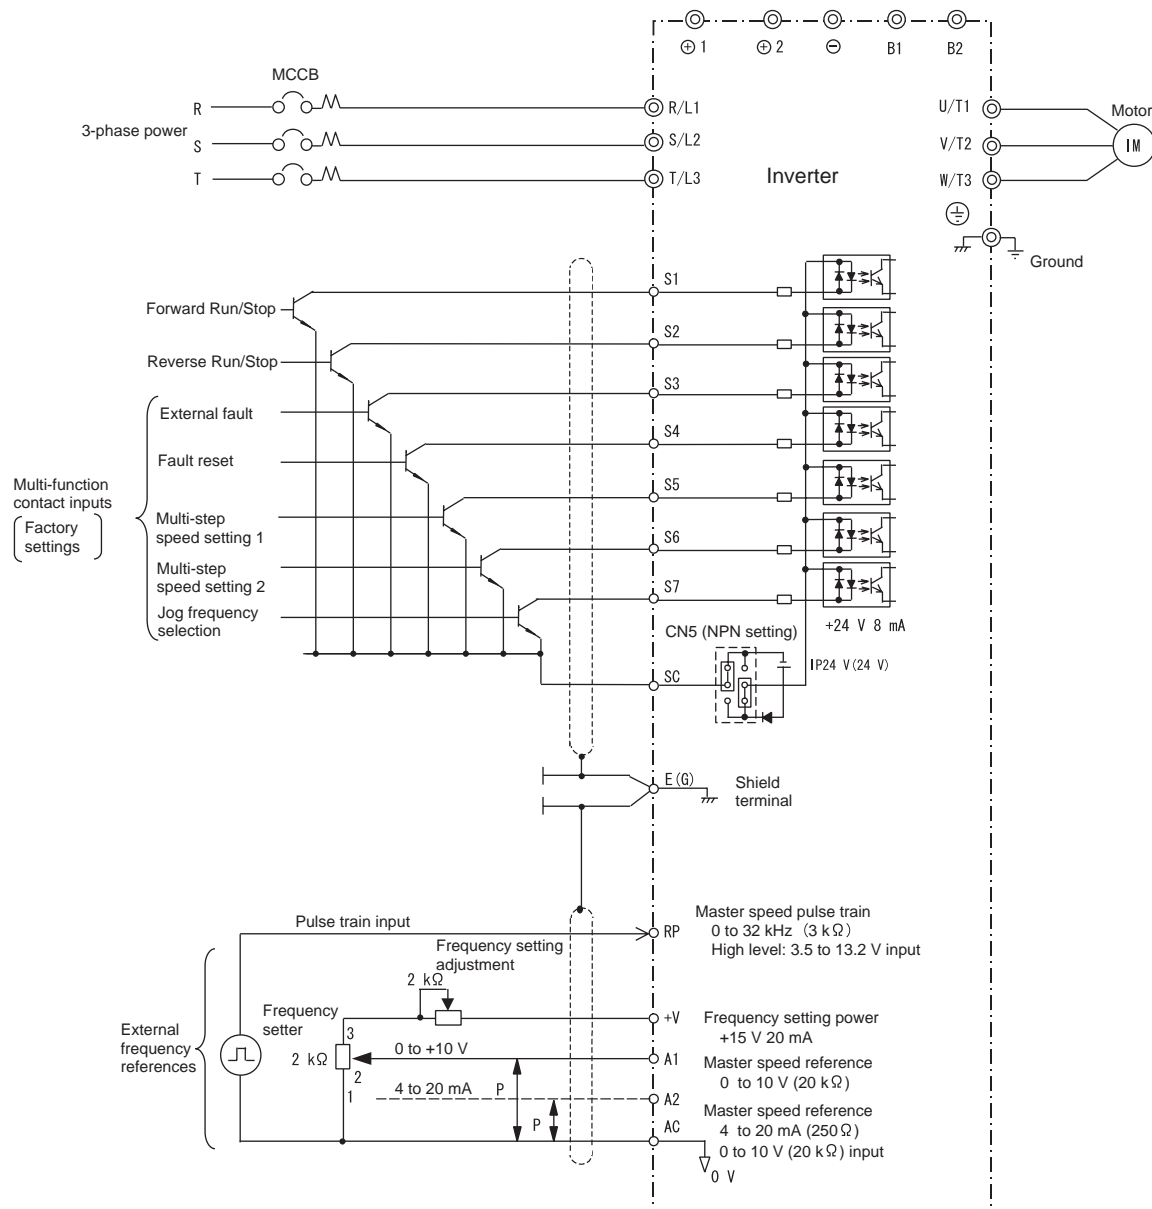 ⊕ 1
⊕ 2
⊖
B1
B2
MCCB
3-phase power
R
S
T
R/L1
S/L2
T/L3
Inverter
U/T1
V/T2
W/T3
Motor
IM
Ground
Forward Run/Stop
S1
Reverse Run/Stop
S2
External fault
S3
Fault reset
S4
Multi-function
contact inputs
Factory
settings
Multi-step
speed setting 1
S5
Multi-step
speed setting 2
S6
Jog frequency
selection
S7
+24 V 8 mA
CN5 (NPN setting)
IP24 V (24 V)
SC
E(G)
Shield
terminal
Pulse train input
RP
Master speed pulse train
0 to 32 kHz (3 kΩ)
High level: 3.5 to 13.2 V input
Frequency setting
adjustment
2 kΩ
External
frequency
references
Frequency
setter
3
2 kΩ
2
1
+V
Frequency setting power
+15 V 20 mA
0 to +10 V
A1
Master speed reference
0 to 10 V (20 kΩ)
4 to 20 mA
P
A2
Master speed reference
4 to 20 mA (250Ω)
0 to 10 V (20 kΩ) input
P
AC
0 V